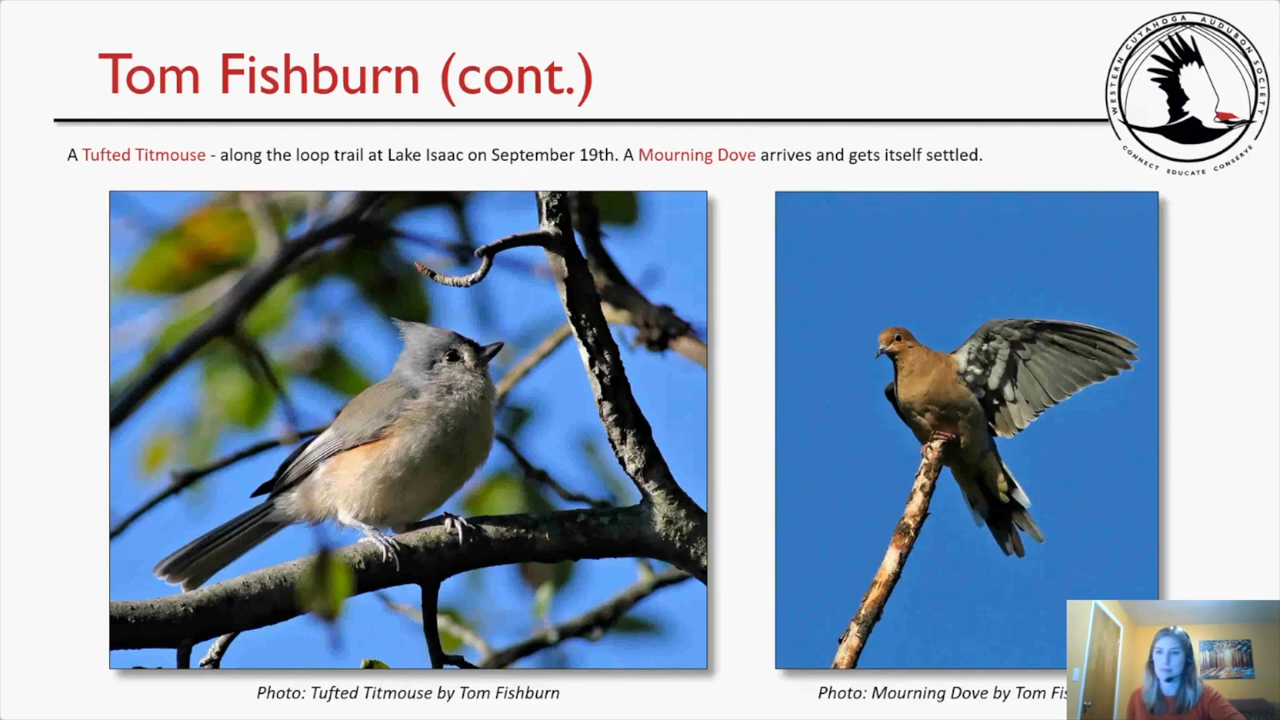 Tom Fishburn (cont.)
WESTERN CUYAHOGA AUDUBON SOCIETY
CONNECT EDUCATE CONSERVE
A Tufted Titmouse - along the loop trail at Lake Isaac on September 19th. A Mourning Dove arrives and gets itself settled.
Photo: Tufted Titmouse by Tom Fishburn
Photo: Mourning Dove by Tom Fis